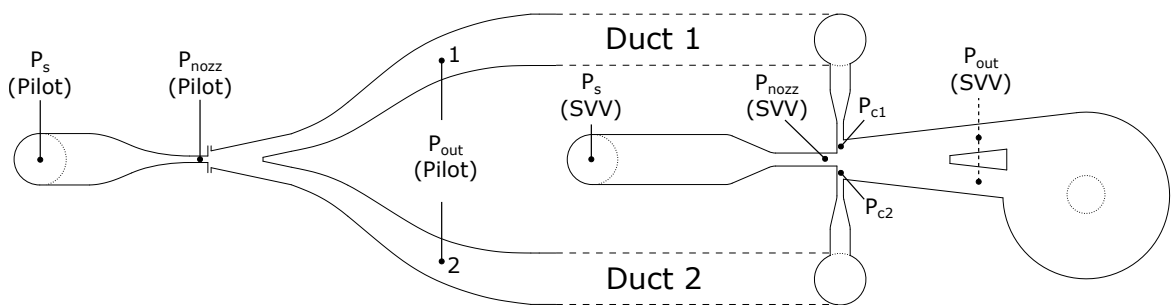 P_s
(Pilot)
P_nozz
(Pilot)
1
P_out
(Pilot)
2
Duct 1
Duct 2
P_s
(SVV)
P_nozz
(SVV)
P_c1
P_c2
P_out
(SVV)